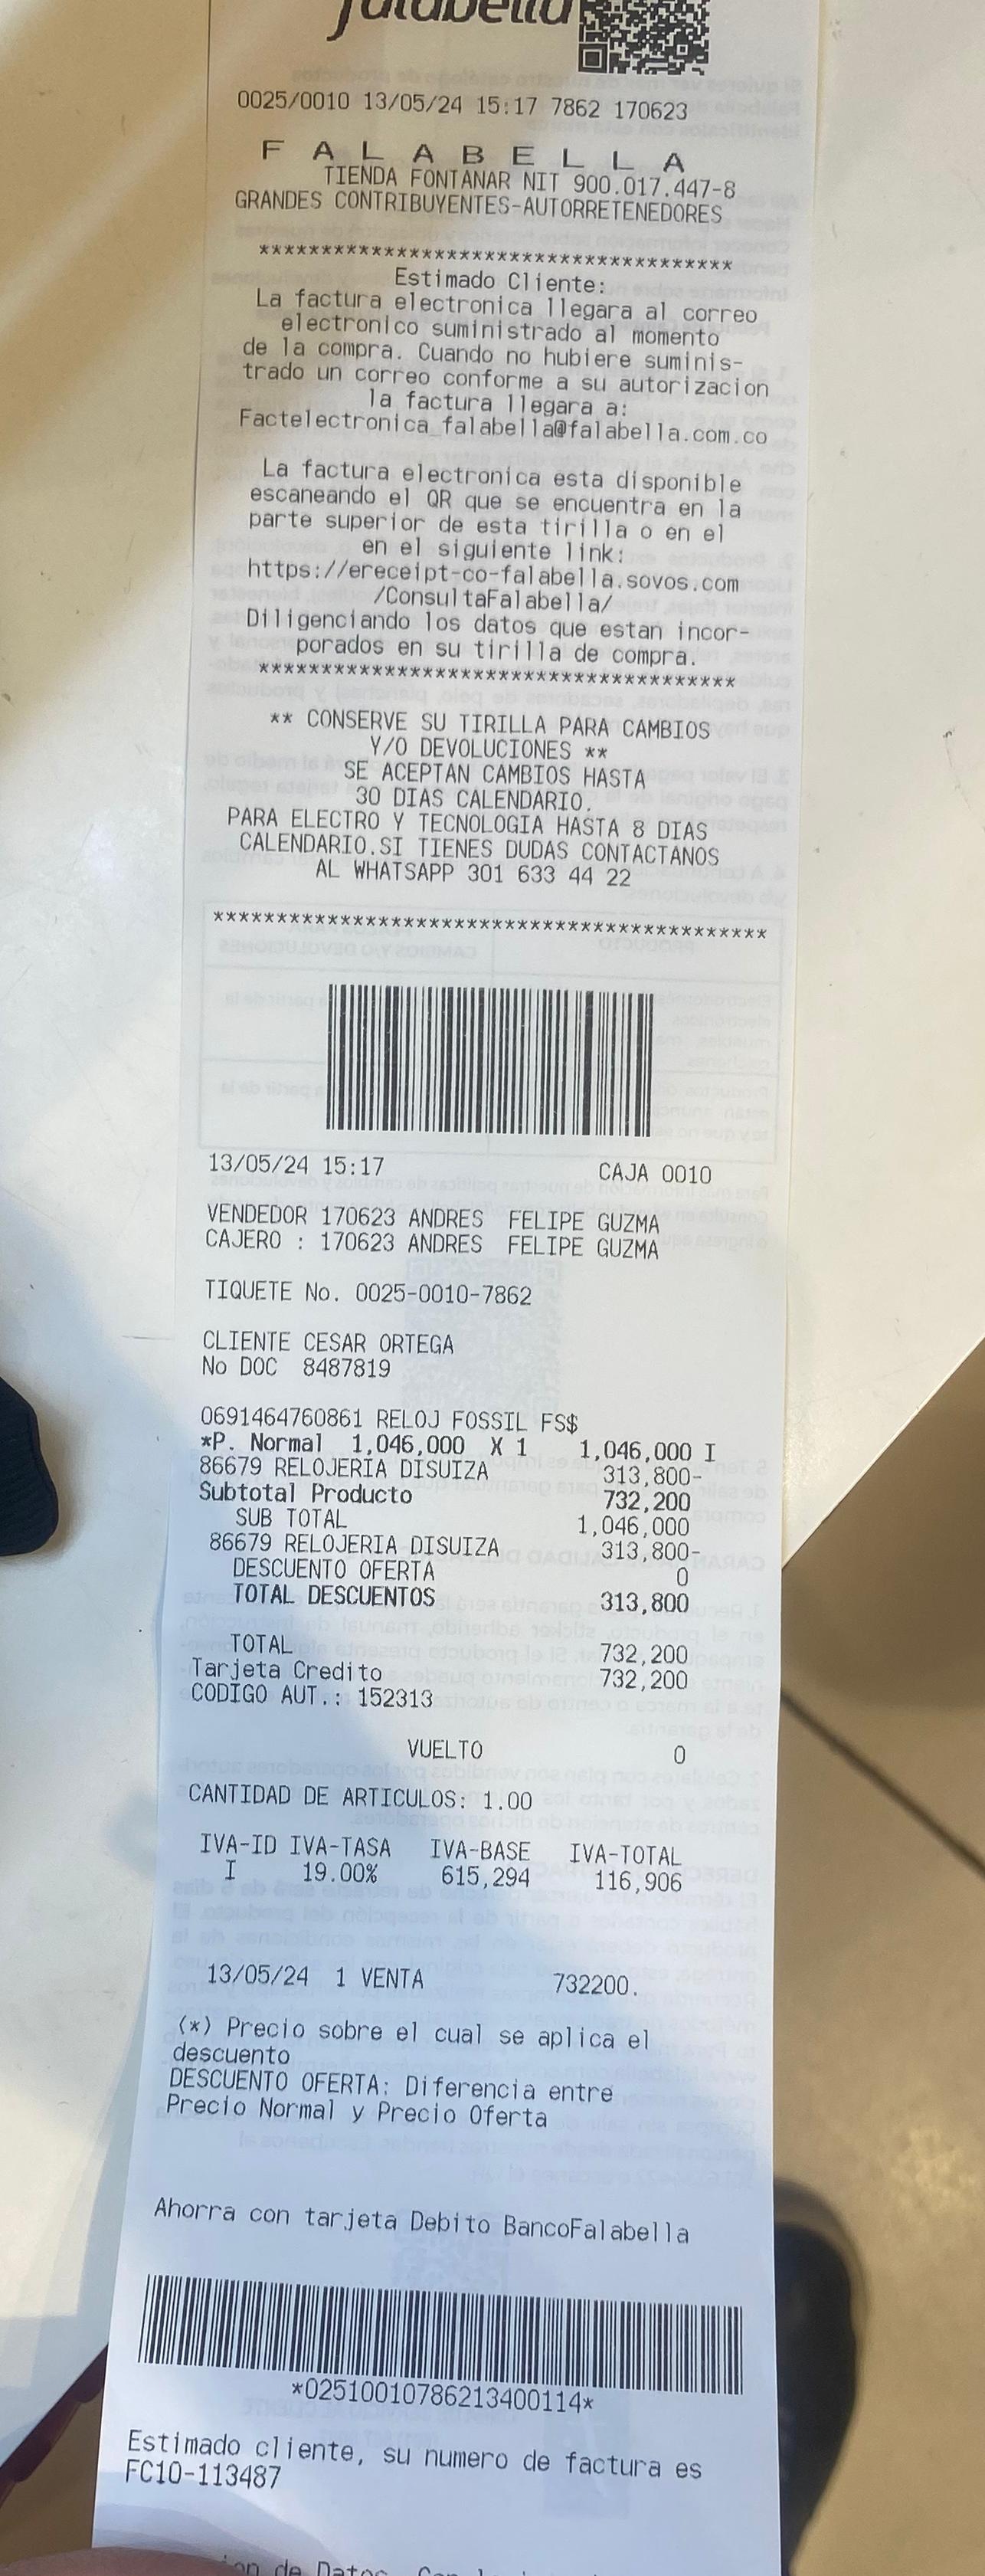 falabella
0025/0010 13/05/24 15:17 7862 170623
F A L A B E L L A
TIENDA FONTANAR NIT 900.017.447-8
GRANDES CONTRIBUYENTES-AUTORRETENEDORES
**************************************
Estimado Cliente:
La factura electronica llegara al correo
electronico suministrado al momento
de la compra. Cuando no hubiere suminis-
trado un correo conforme a su autorizacion
la factura llegara a:
Factelectronica_falabella@falabella.com.co
La factura electronica esta disponible
escaneando el QR que se encuentra en la
parte superior de esta tirilla o en el
en el siguiente link:
https://ereceipt-co-falabella.sovos.com
/ConsultaFalabella/
Diligenciando los datos que estan incor-
porados en su tirilla de compra.
**************************************
** CONSERVE SU TIRILLA PARA CAMBIOS
Y/O DEVOLUCIONES **
SE ACEPTAN CAMBIOS HASTA
30 DIAS CALENDARIO.
PARA ELECTRO Y TECNOLOGIA HASTA 8 DIAS
CALENDARIO.SI TIENES DUDAS CONTACTANOS
AL WHATSAPP 301 633 44 22
********************************************
13/05/24 15:17 CAJA 0010
VENDEDOR 170623 ANDRES FELIPE GUZMA
CAJERO : 170623 ANDRES FELIPE GUZMA
TIQUETE No. 0025-0010-7862
CLIENTE CESAR ORTEGA
No DOC 8487819
0691464760861 RELOJ FOSSIL FS$
*P. Normal 1,046,000 X 1 1,046,000 I
86679 RELOJERIA DISUIZA 313,800-
Subtotal Producto 732,200
SUB TOTAL 1,046,000
86679 RELOJERIA DISUIZA 313,800-
DESCUENTO OFERTA 0
TOTAL DESCUENTOS 313,800
TOTAL 732,200
Tarjeta Credito 732,200
CODIGO AUT.: 152313
VUELTO 0
CANTIDAD DE ARTICULOS: 1.00
IVA-ID IVA-TASA IVA-BASE IVA-TOTAL
I 19.00% 615,294 116,906
13/05/24 1 VENTA 732200.
(*) Precio sobre el cual se aplica el
descuento
DESCUENTO OFERTA: Diferencia entre
Precio Normal y Precio Oferta
Ahorra con tarjeta Debito BancoFalabella
*02510010786213400114*
Estimado cliente, su numero de factura es
FC10-113487
de Datos.